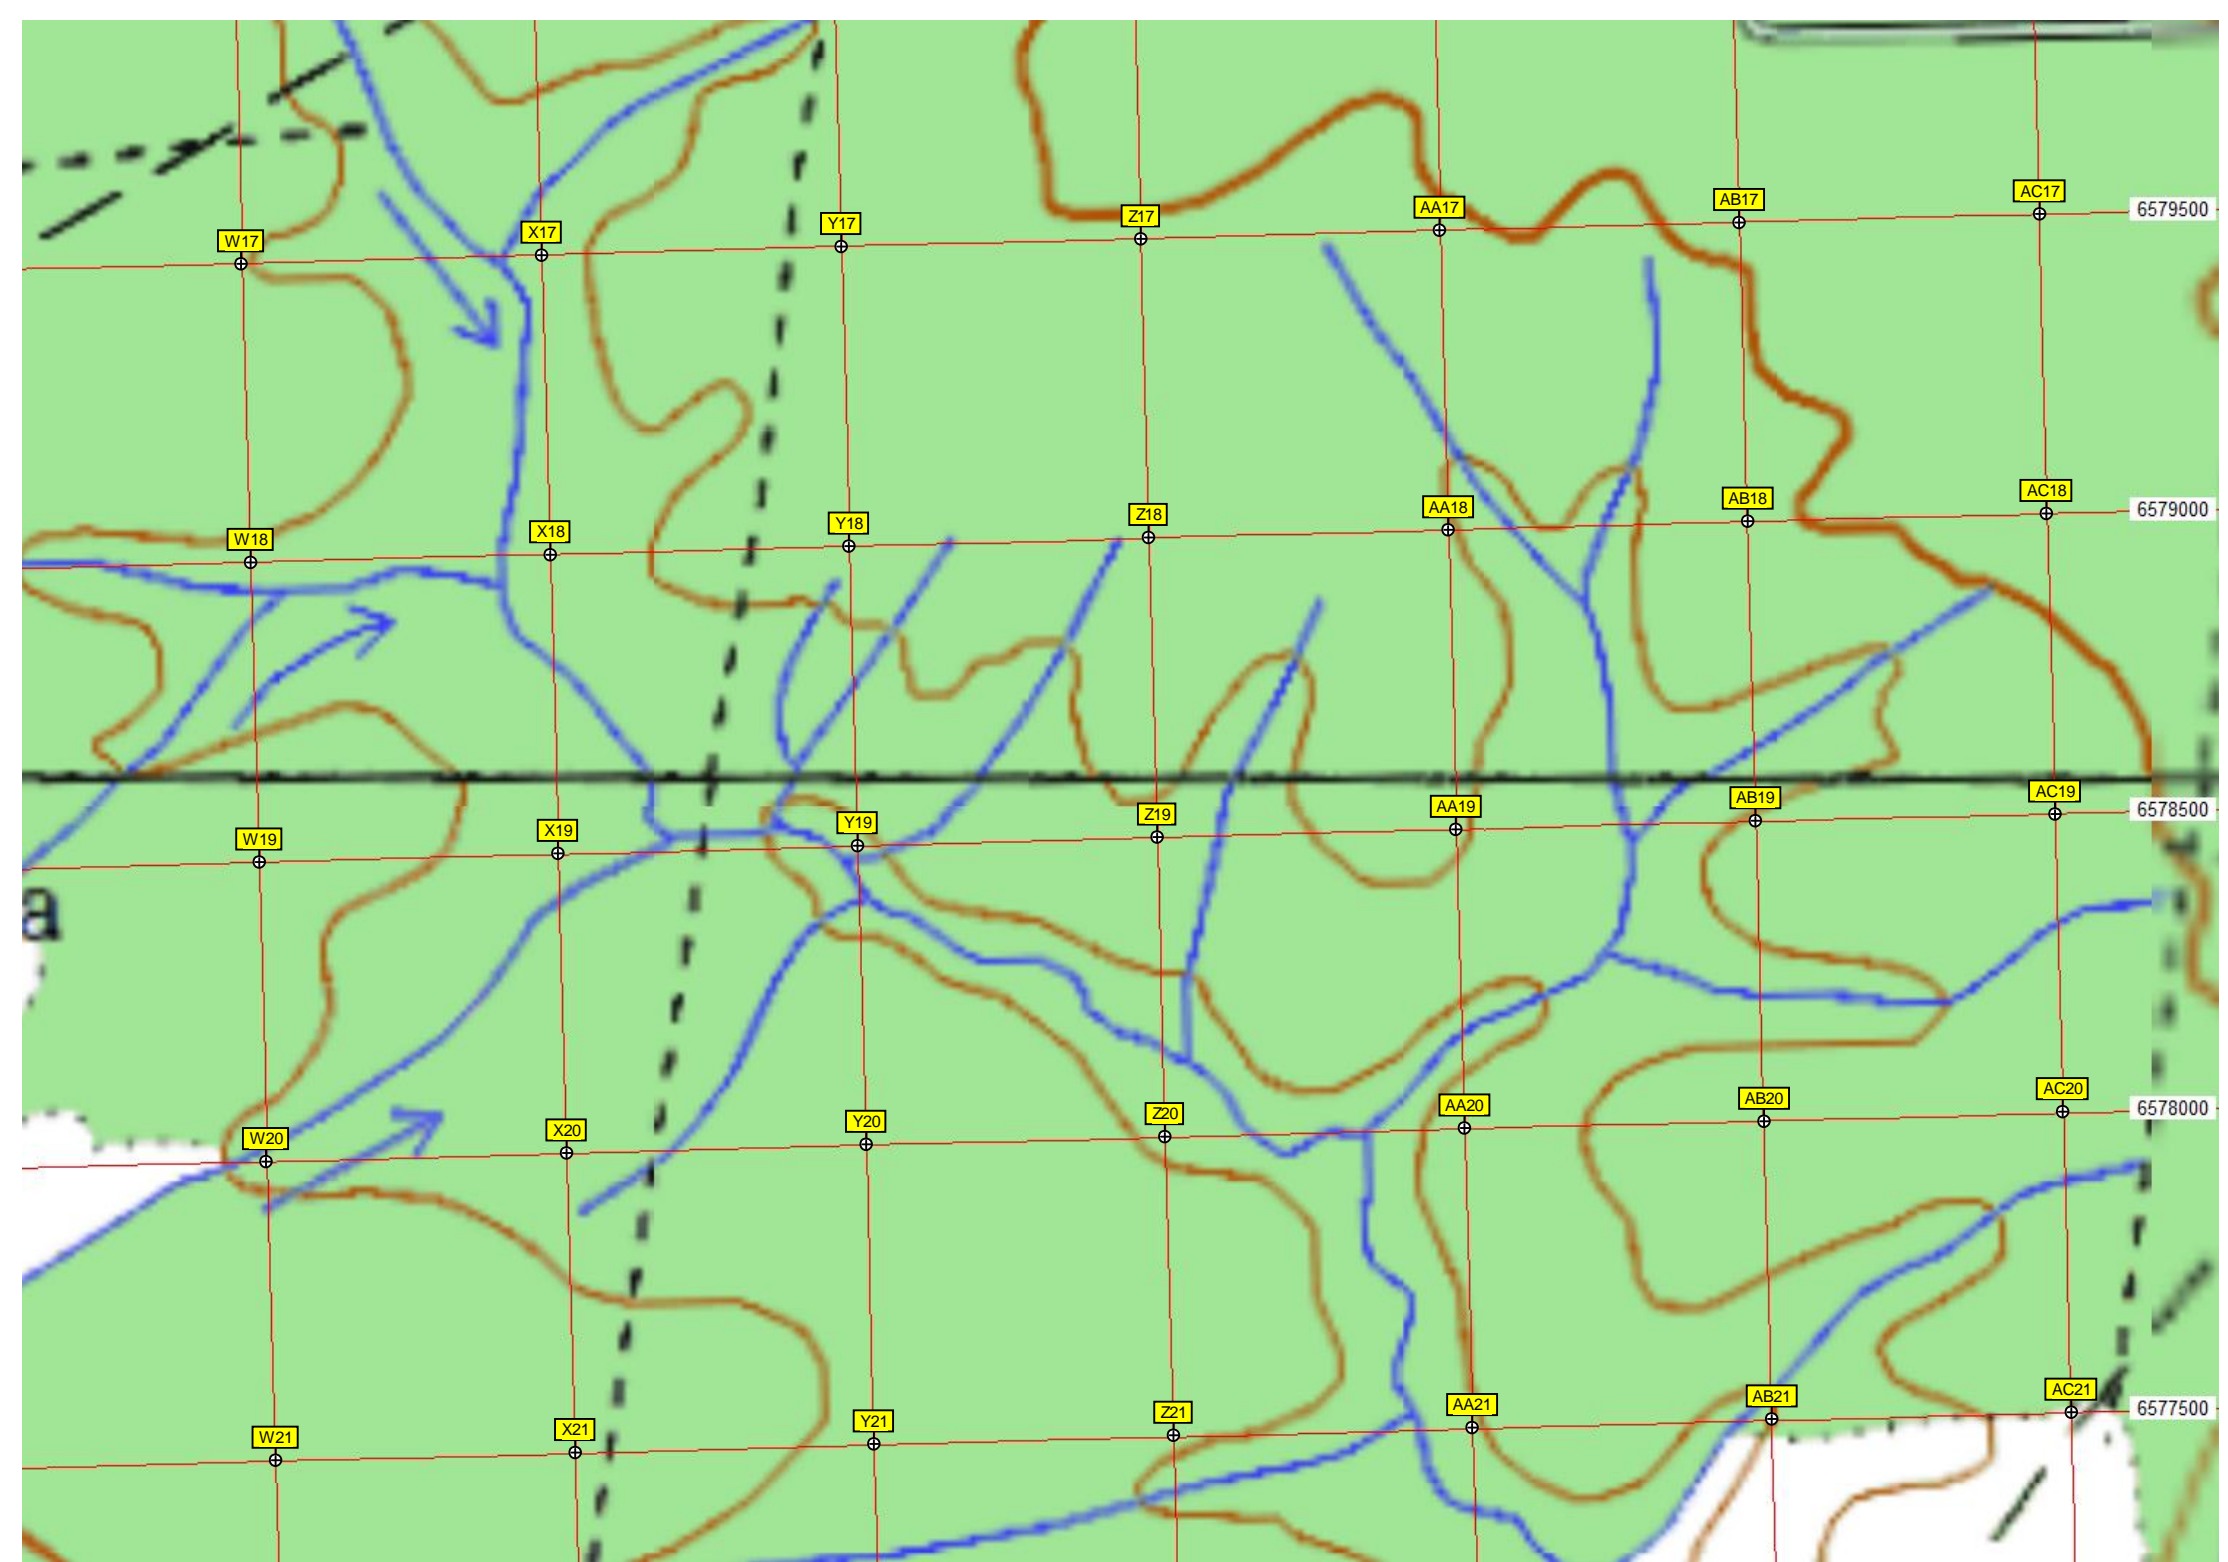 W17 X17 Y17 Z17 AA17 AB17 AC17 6579500
W18 X18 Y18 Z18 AA18 AB18 AC18 6579000
W19 X19 Y19 Z19 AA19 AB19 AC19 6578500
a
W20 X20 Y20 Z20 AA20 AB20 AC20 6578000
W21 X21 Y21 Z21 AA21 AB21 AC21 6577500